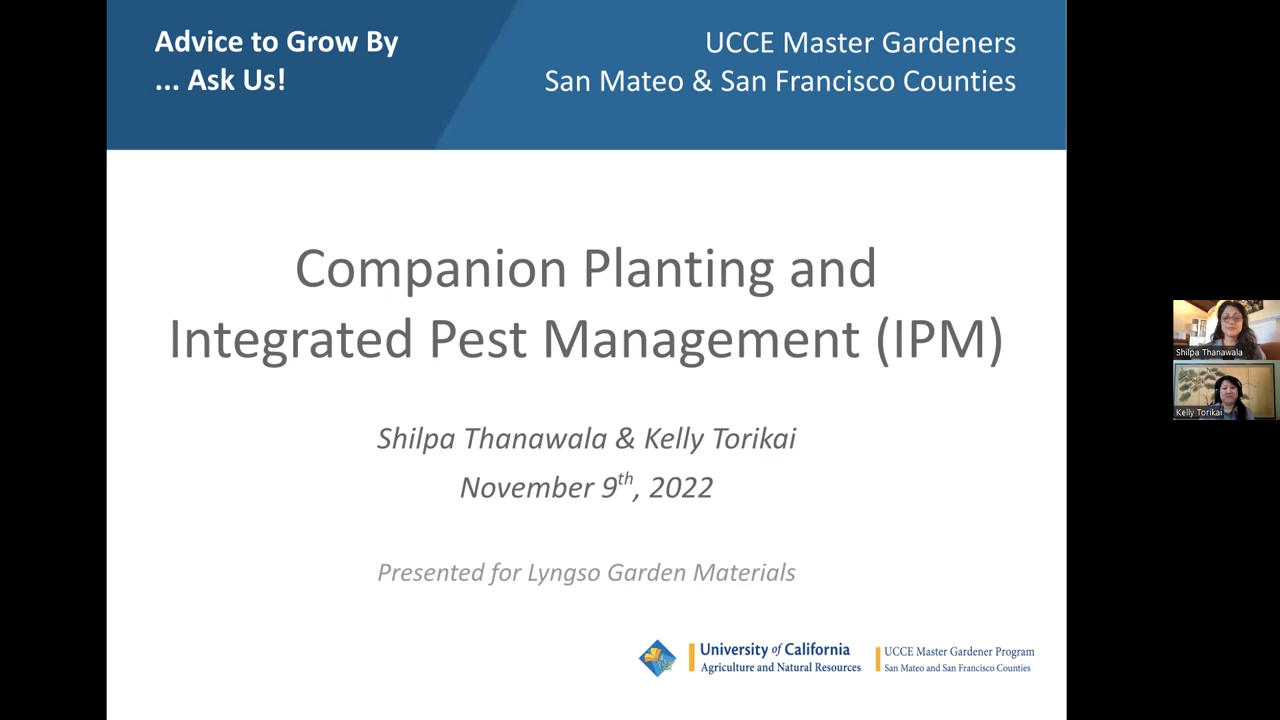 Advice to Grow By
... Ask Us!
UCCE Master Gardeners
San Mateo & San Francisco Counties
Companion Planting and
Integrated Pest Management (IPM)
Shilpa Thanawala & Kelly Torikai
November 9th, 2022
Presented for Lyngso Garden Materials
University of California
Agriculture and Natural Resources
UCCE Master Gardener Program
San Mateo and San Francisco Counties
Shilpa Thanawala
Kelly Torikai